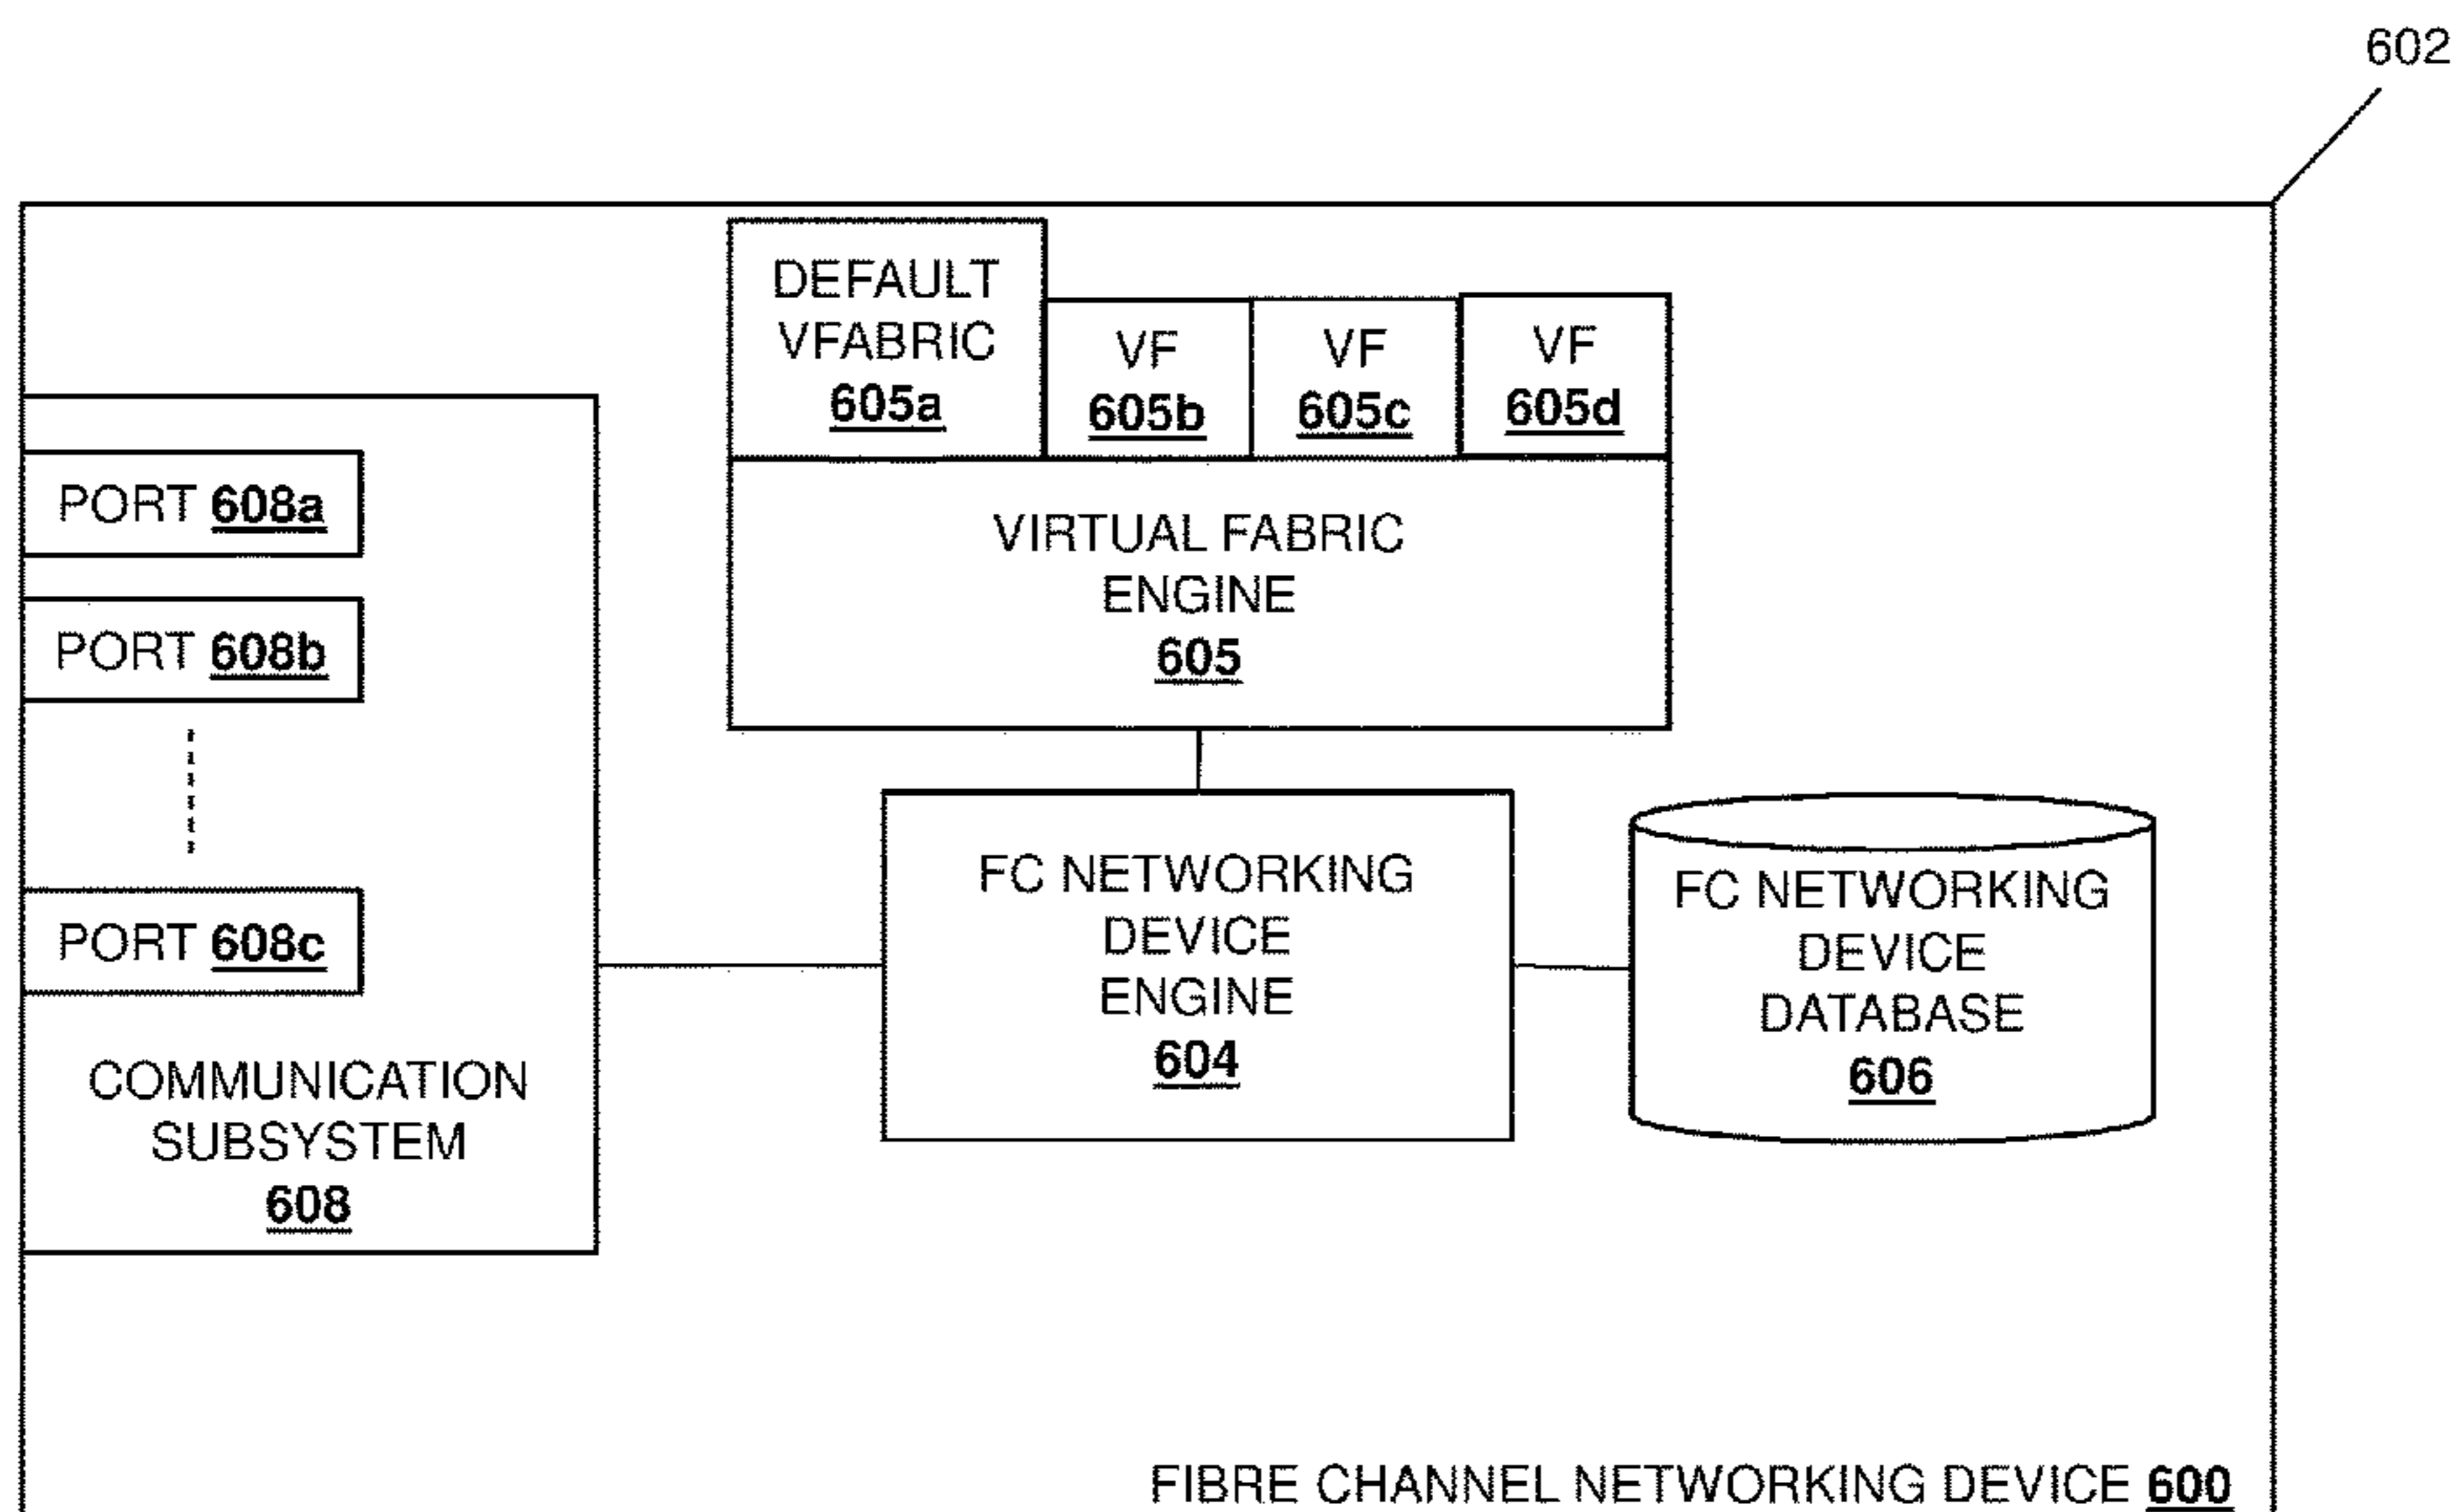 602
DEFAULT
VFABRIC
605a
VF
605b
VF
605c
VF
605d
VIRTUAL FABRIC
ENGINE
605
PORT 608a
PORT 608b
PORT 608c
COMMUNICATION
SUBSYSTEM
608
FC NETWORKING
DEVICE
ENGINE
604
FC NETWORKING
DEVICE
DATABASE
606
FIBRE CHANNEL NETWORKING DEVICE 600